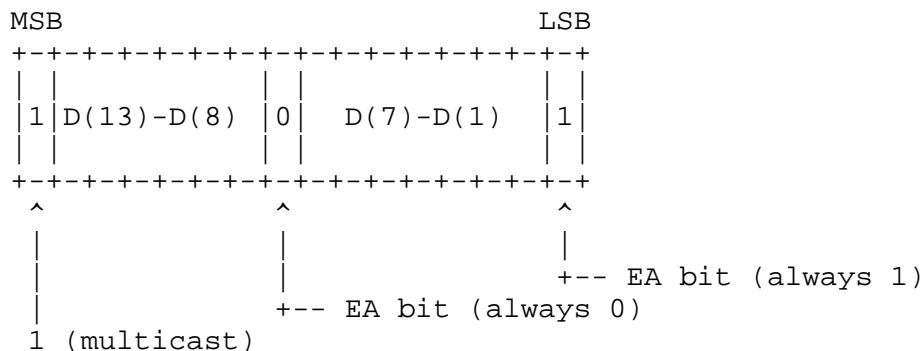 MSB                             LSB
+-+-+-+-+-+-+-+-+-+-+-+-+-+-+-+-+
| |           | |             | |
|1|D(13)-D(8) |0|  D(7)-D(1)  |1|
| |           | |             | |
+-+-+-+-+-+-+-+-+-+-+-+-+-+-+-+-+
 ^             ^               ^
 |             |               |
 |             |               +-- EA bit (always 1)
 |             +-- EA bit (always 0)
 1 (multicast)